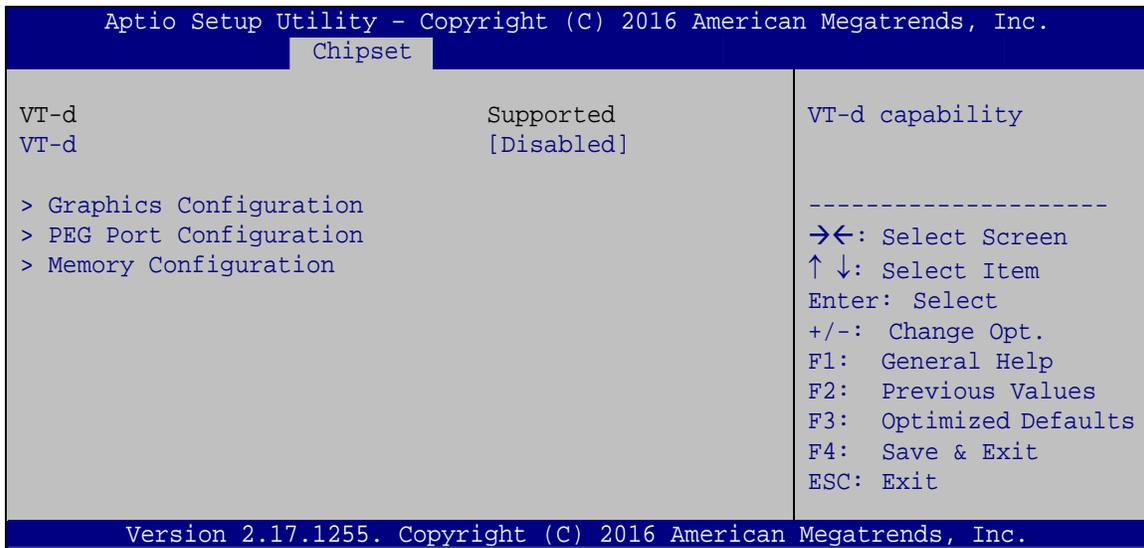 Aptio Setup Utility – Copyright (C) 2016 American Megatrends, Inc.
Chipset
VT-d Supported
VT-d [Disabled]
> Graphics Configuration
> PEG Port Configuration
> Memory Configuration
VT-d capability
---------------------
→←: Select Screen
↑ ↓: Select Item
Enter: Select
+/-: Change Opt.
F1: General Help
F2: Previous Values
F3: Optimized Defaults
F4: Save & Exit
ESC: Exit
Version 2.17.1255. Copyright (C) 2016 American Megatrends, Inc.